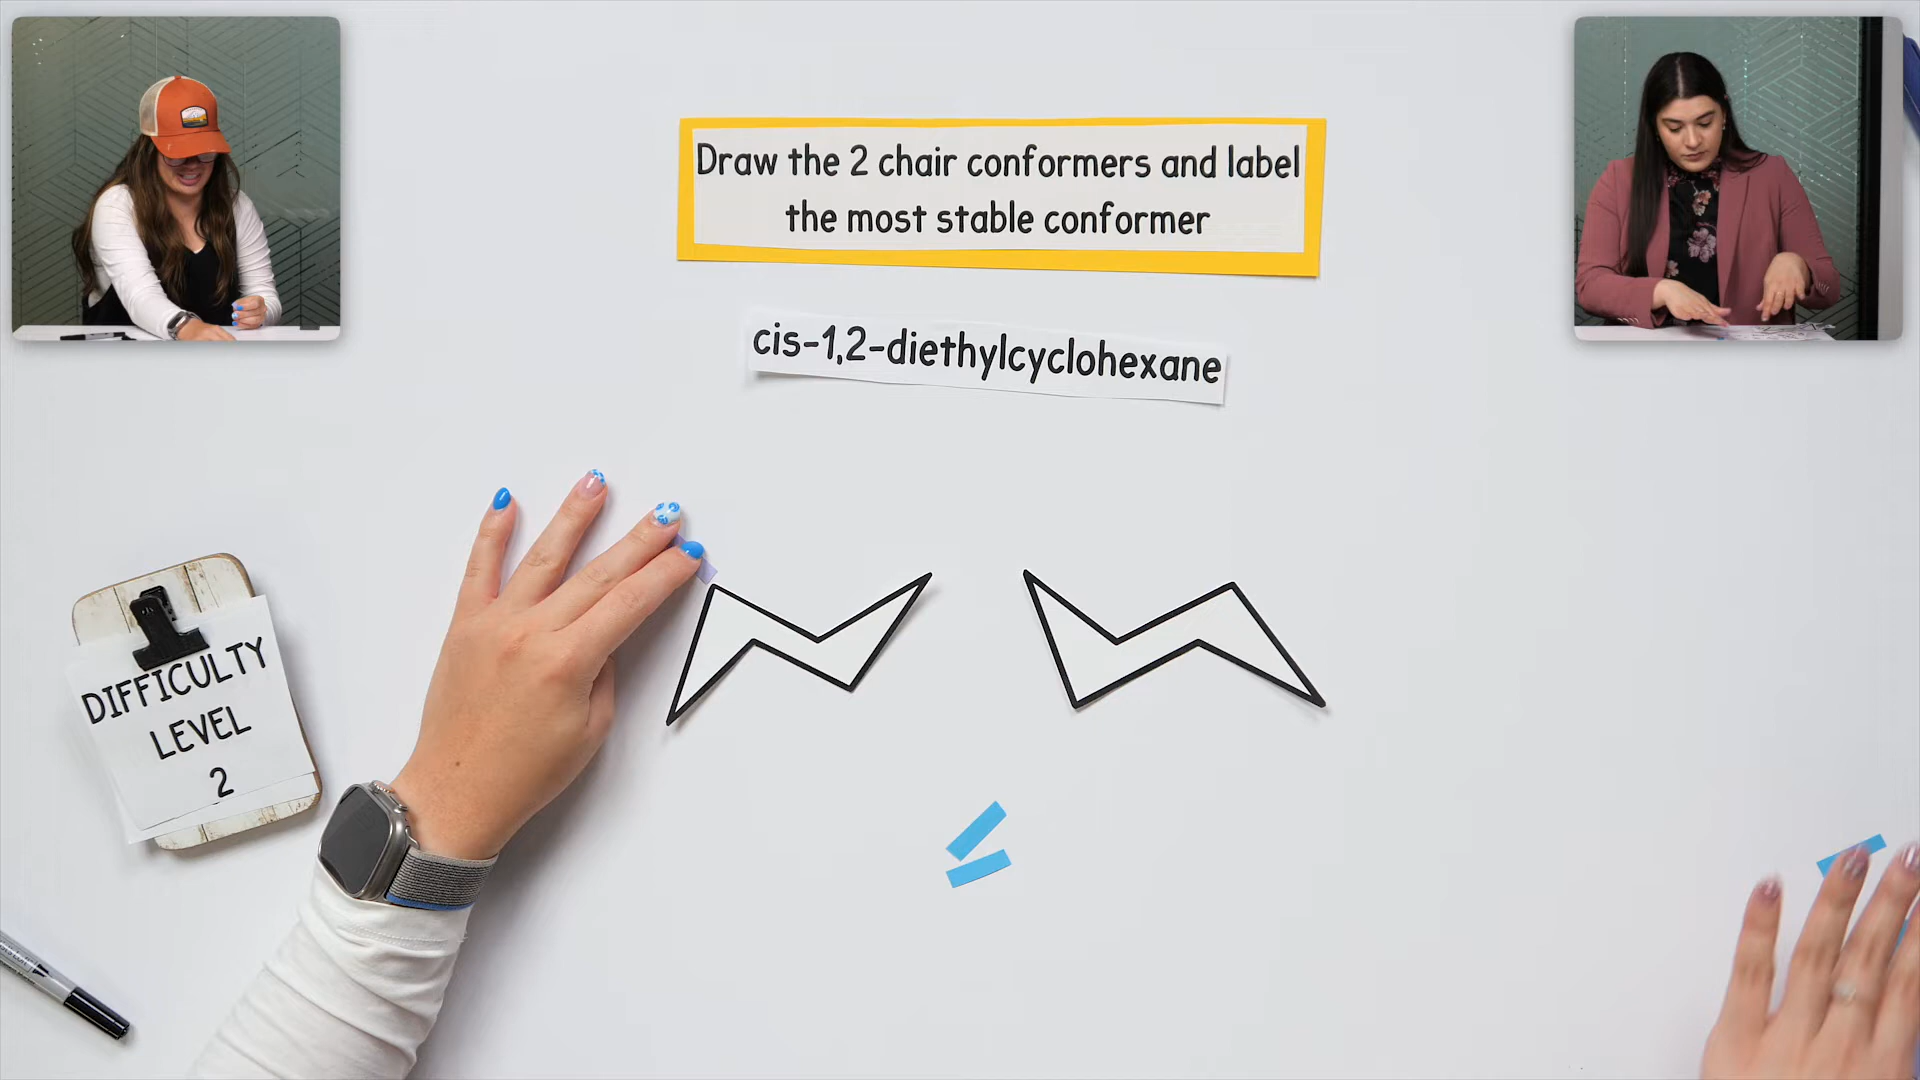 Draw the 2 chair conformers and label
the most stable conformer
cis-1,2-diethylcyclohexane
DIFFICULTY
LEVEL
2